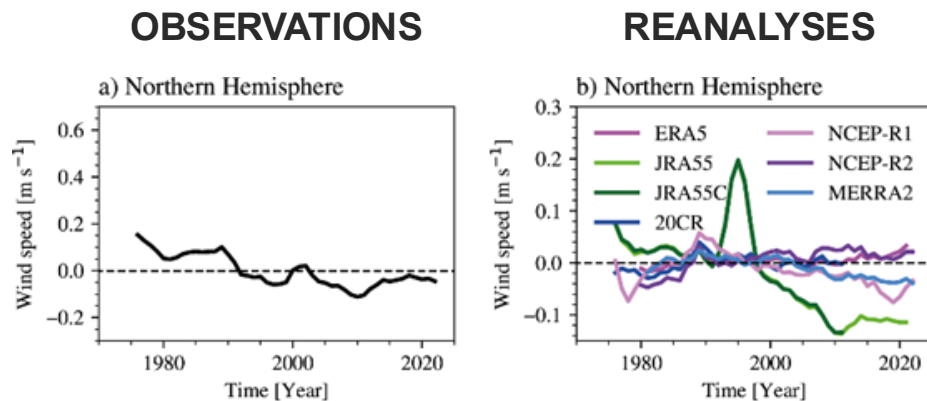 OBSERVATIONS
REANALYSES
a) Northern Hemisphere
Wind speed [m s⁻¹]
0.6
0.4
0.2
0.0
−0.2
1980
2000
2020
Time [Year]
b) Northern Hemisphere
Wind speed [m s⁻¹]
0.3
0.2
0.1
0.0
−0.1
ERA5
JRA55
JRA55C
20CR
NCEP-R1
NCEP-R2
MERRA2
1980
2000
2020
Time [Year]